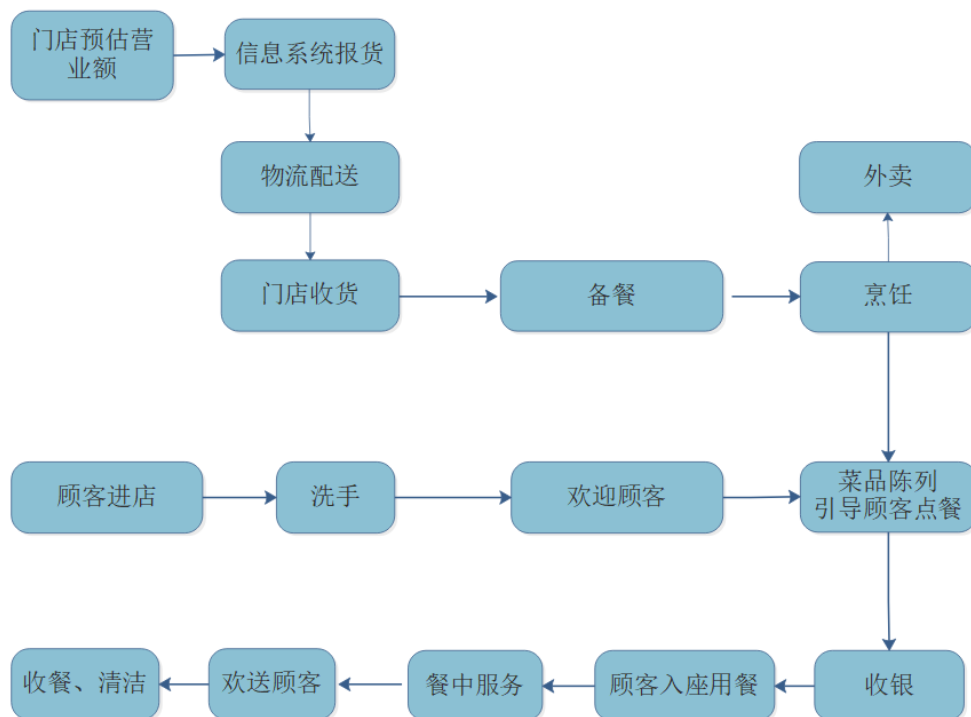 门店预估营
业额
信息系统报货
物流配送
外卖
门店收货
备餐
烹饪
顾客进店
洗手
欢迎顾客
菜品陈列
引导顾客点餐
收餐、清洁
欢送顾客
餐中服务
顾客入座用餐
收银